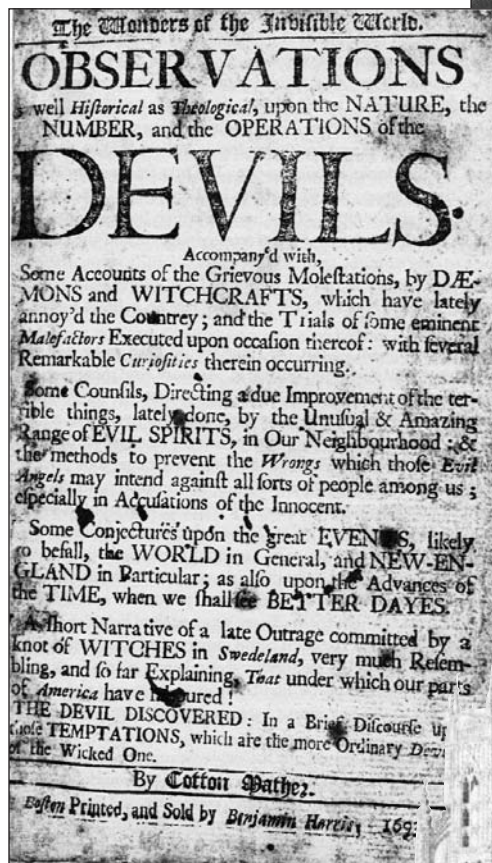 The Wonders of the Invisible World.
OBSERVATIONS
well Hiſtorical as Theological, upon the NATURE, the
NUMBER, and the OPERATIONS of the
DEVILS.
Accompany'd with,
Some Accounts of the Grievous Moleſtations, by DÆ-
MONS and WITCHCRAFTS, which have lately
annoy'd the Countrey; and the Trials of ſome eminent
Malefactors Executed upon occaſion thereof: with ſeveral
Remarkable Curioſities therein occurring.
Some Counſils, Directing a due Improvement of the ter-
rible things, lately done, by the Unuſual & Amazing
Range of EVIL SPIRITS, in Our Neighbourhood: &
the methods to prevent the Wrongs which thoſe Evil
Angels may intend againſt all ſorts of people among us;
eſpecially in Accuſations of the Innocent.
Some Conjectures upon the great EVENTS, likely
to befall, the WORLD in General, and NEW-EN-
GLAND in Particular; as alſo upon the Advances of
the TIME, when we ſhall ſee BETTER DAYES.
A ſhort Narrative of a late Outrage committed by a
knot of WITCHES in Swedeland, very much Reſem-
bling, and ſo far Explaining, That under which our parts
of America have laboured!
THE DEVIL DISCOVERED: In a Brief Diſcourſe up
thoſe TEMPTATIONS, which are the more Ordinary
of the Wicked One.
By Cotton Mather.
Boſton Printed, and Sold by Benjamin Harris, 169